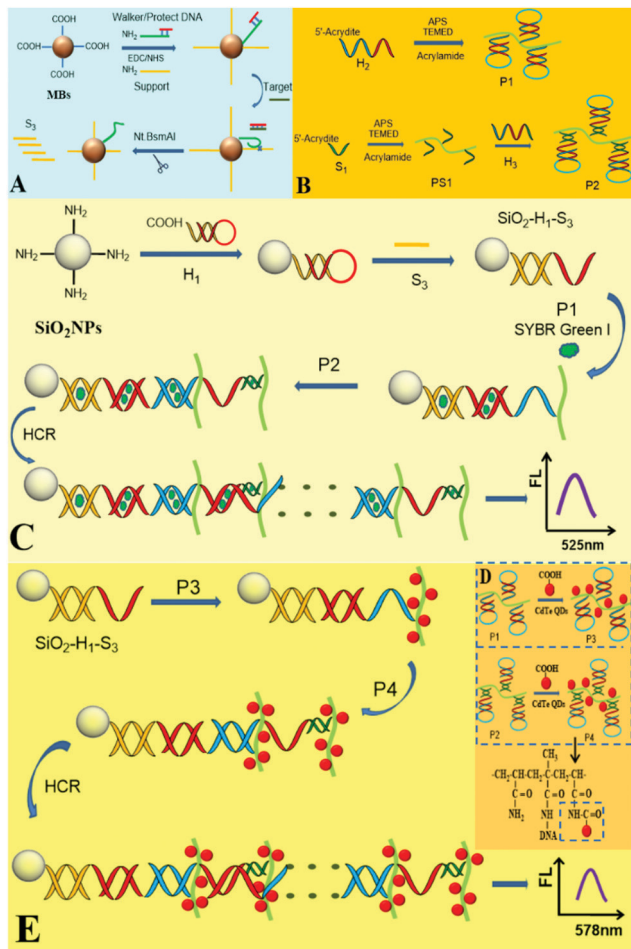 COOH
COOH
COOH
COOH
MBs
Walker/Protect DNA
NH2
EDC/NHS
NH2
Support
Target
Nt.BsmAI
S3
A
5'-Acrydite
H2
APS
TEMED
Acrylamide
P1
5'-Acrydite
S1
APS
TEMED
Acrylamide
PS1
H3
P2
B
NH2
NH2
NH2
NH2
SiO2NPs
COOH
H1
S3
SiO2-H1-S3
P1
SYBR Green I
P2
HCR
FL
525nm
C
SiO2-H1-S3
P3
P4
HCR
FL
578nm
E
D
COOH
CdTe QDs
P1
P3
COOH
CdTe QDs
P2
P4
CH3
-CH2-CH-CH2-C-CH2-CH-
C=O C=O C=O
NH2 NH NH-C=O
DNA